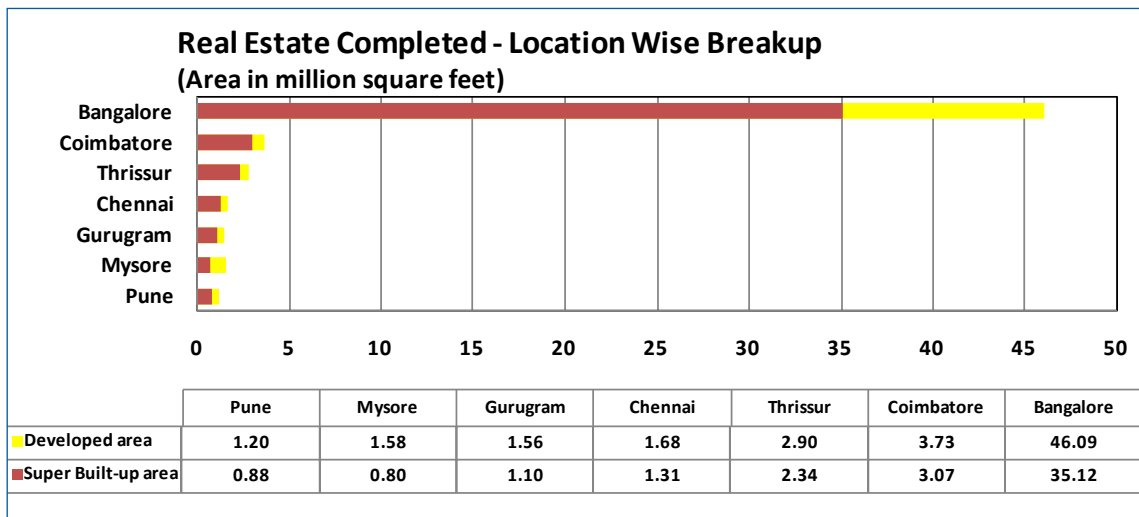 Real Estate Completed - Location Wise Breakup
(Area in million square feet)
Bangalore
Coimbatore
Thrissur
Chennai
Gurugram
Mysore
Pune
0 5 10 15 20 25 30 35 40 45 50
Pune Mysore Gurugram Chennai Thrissur Coimbatore Bangalore
Developed area 1.20 1.58 1.56 1.68 2.90 3.73 46.09
Super Built-up area 0.88 0.80 1.10 1.31 2.34 3.07 35.12